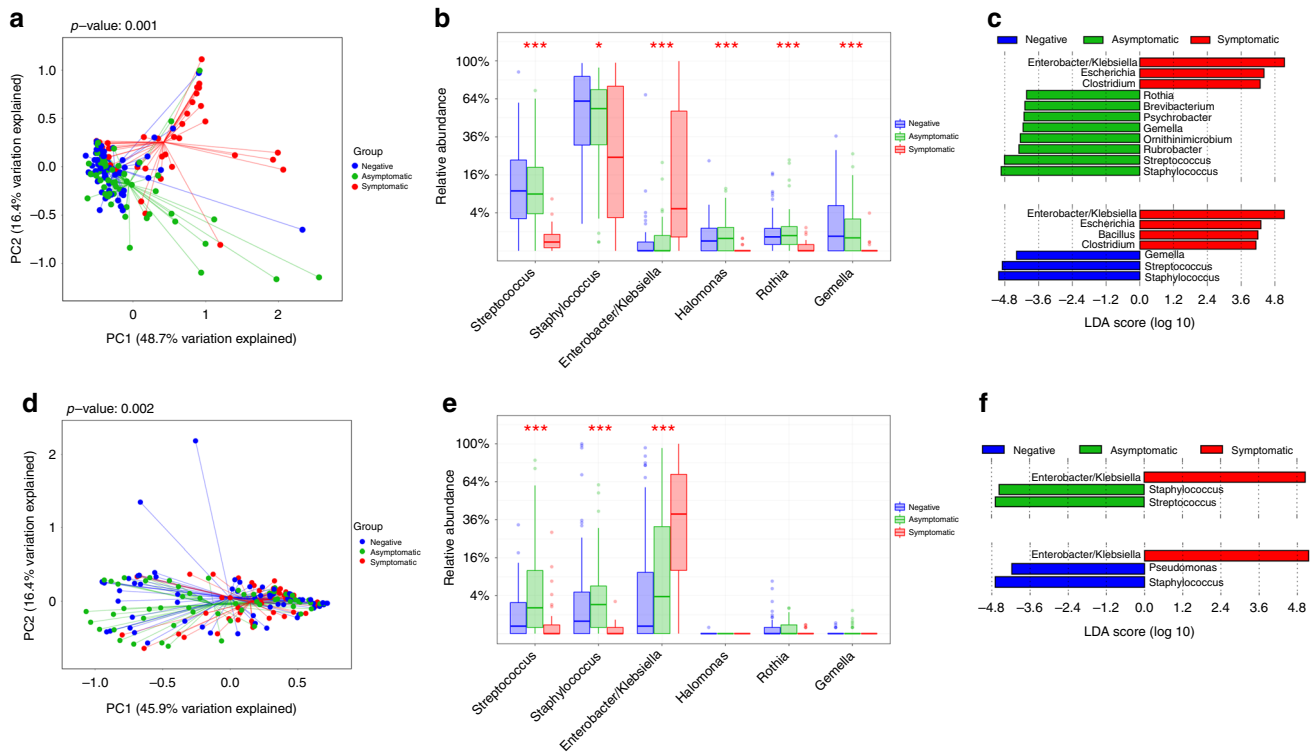 a
p–value: 0.001
PC2 (16.4% variation explained)
1.0
0.5
0.0
−0.5
−1.0
0 1 2
PC1 (48.7% variation explained)
Group
Negative
Asymptomatic
Symptomatic
b
Relative abundance
100%
64%
36%
16%
4%
*** * *** *** *** ***
Streptococcus
Staphylococcus
Enterobacter/Klebsiella
Halomonas
Rothia
Gemella
Negative
Asymptomatic
Symptomatic
c
Negative Asymptomatic Symptomatic
Enterobacter/Klebsiella
Escherichia
Clostridium
Rothia
Brevibacterium
Psychrobacter
Gemella
Ornithinimicrobium
Rubrobacter
Streptococcus
Staphylococcus
Enterobacter/Klebsiella
Escherichia
Bacillus
Clostridium
Gemella
Streptococcus
Staphylococcus
−4.8 −3.6 −2.4 −1.2 0.0 1.2 2.4 3.6 4.8
LDA score (log 10)
d
p–value: 0.002
PC2 (16.4% variation explained)
2
1
0
−1.0 −0.5 0.0 0.5
PC1 (45.9% variation explained)
Group
Negative
Asymptomatic
Symptomatic
e
Relative abundance
100%
64%
36%
16%
4%
*** *** ***
Streptococcus
Staphylococcus
Enterobacter/Klebsiella
Halomonas
Rothia
Gemella
Negative
Asymptomatic
Symptomatic
f
Negative Asymptomatic Symptomatic
Enterobacter/Klebsiella
Staphylococcus
Streptococcus
Enterobacter/Klebsiella
Pseudomonas
Staphylococcus
−4.8 −3.6 −2.4 −1.2 0.0 1.2 2.4 3.6 4.8
LDA score (log 10)